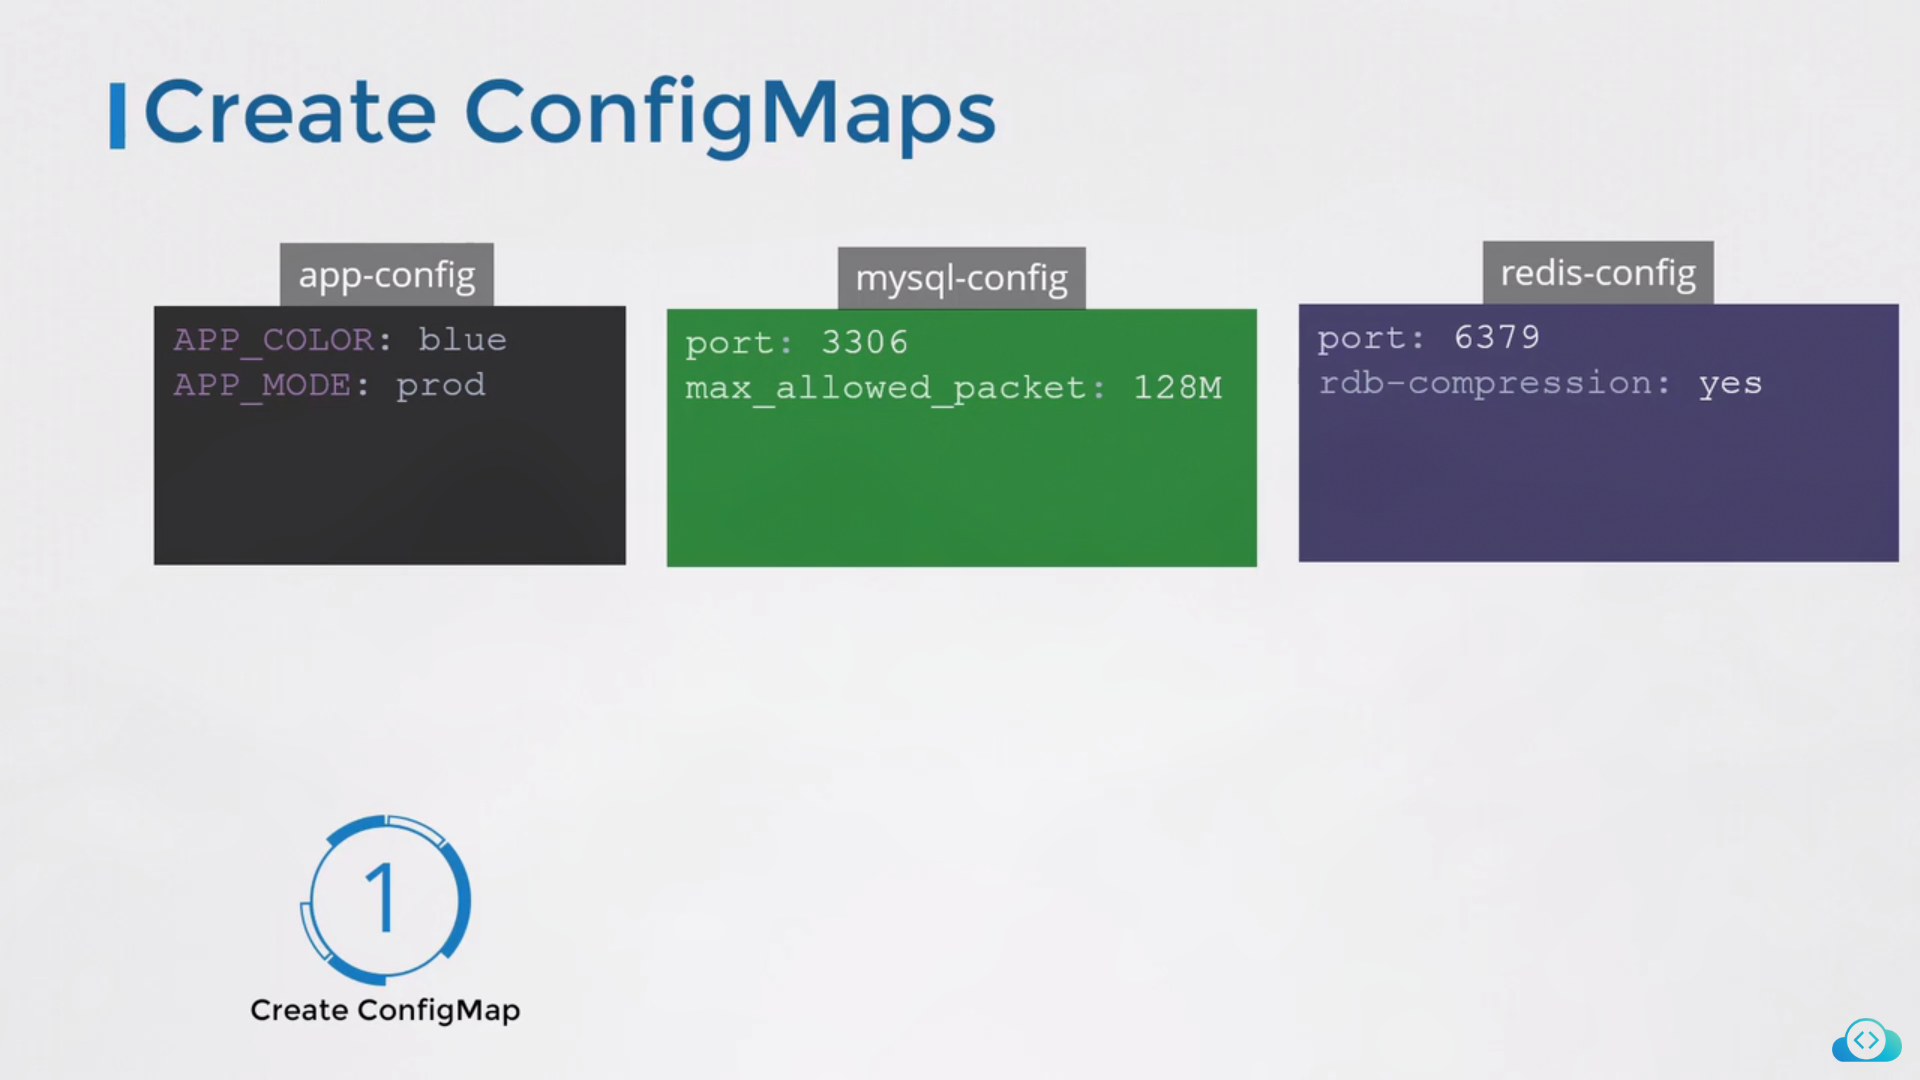 Create ConfigMaps
app-config
APP_COLOR: blue
APP_MODE: prod
mysql-config
port: 3306
max_allowed_packet: 128M
redis-config
port: 6379
rdb-compression: yes
1
Create ConfigMap